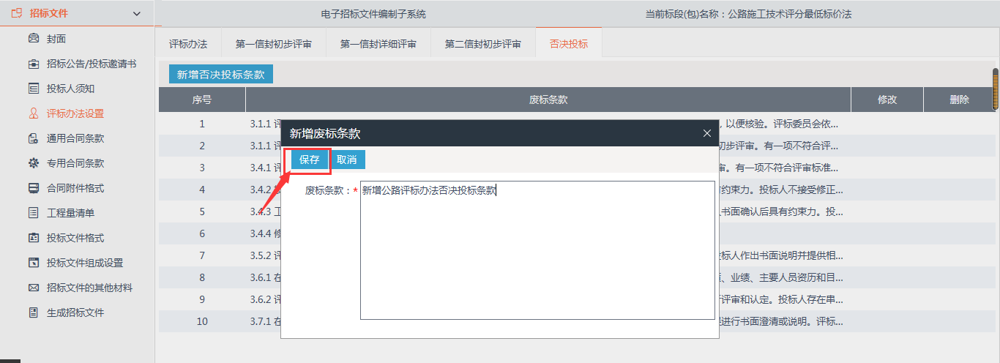 招标文件
电子招标文件编制子系统
当前标段(包)名称：公路施工技术评分最低标价法
封面
招标公告/投标邀请书
投标人须知
评标办法设置
通用合同条款
专用合同条款
合同附件格式
工程量清单
投标文件格式
投标文件组成设置
招标文件的其他材料
生成招标文件
评标办法 第一信封初步评审 第一信封详细评审 第二信封初步评审 否决投标
新增否决投标条款
序号 废标条款 修改 删除
1 3.1.1 评 ，以便核验。评标委员会依...
2 3.1.1 评 初步评审。有一项不符合评...
3 3.4.1 评 审。有一项不符合评审标准...
4 3.4.2 约束力。投标人不接受修正...
5 3.4.3 工 书面确认后具有约束力。投...
6 3.4.4 修
7 3.5.2 评 标人作出书面说明并提供相...
8 3.6.1 在 、业绩、主要人员资历和目...
9 3.6.2 评 评审和认定。投标人存在串...
10 3.7.1 在 进行书面澄清或说明。评标...
新增废标条款
保存 取消
废标条款：* 新增公路评标办法否决投标条款